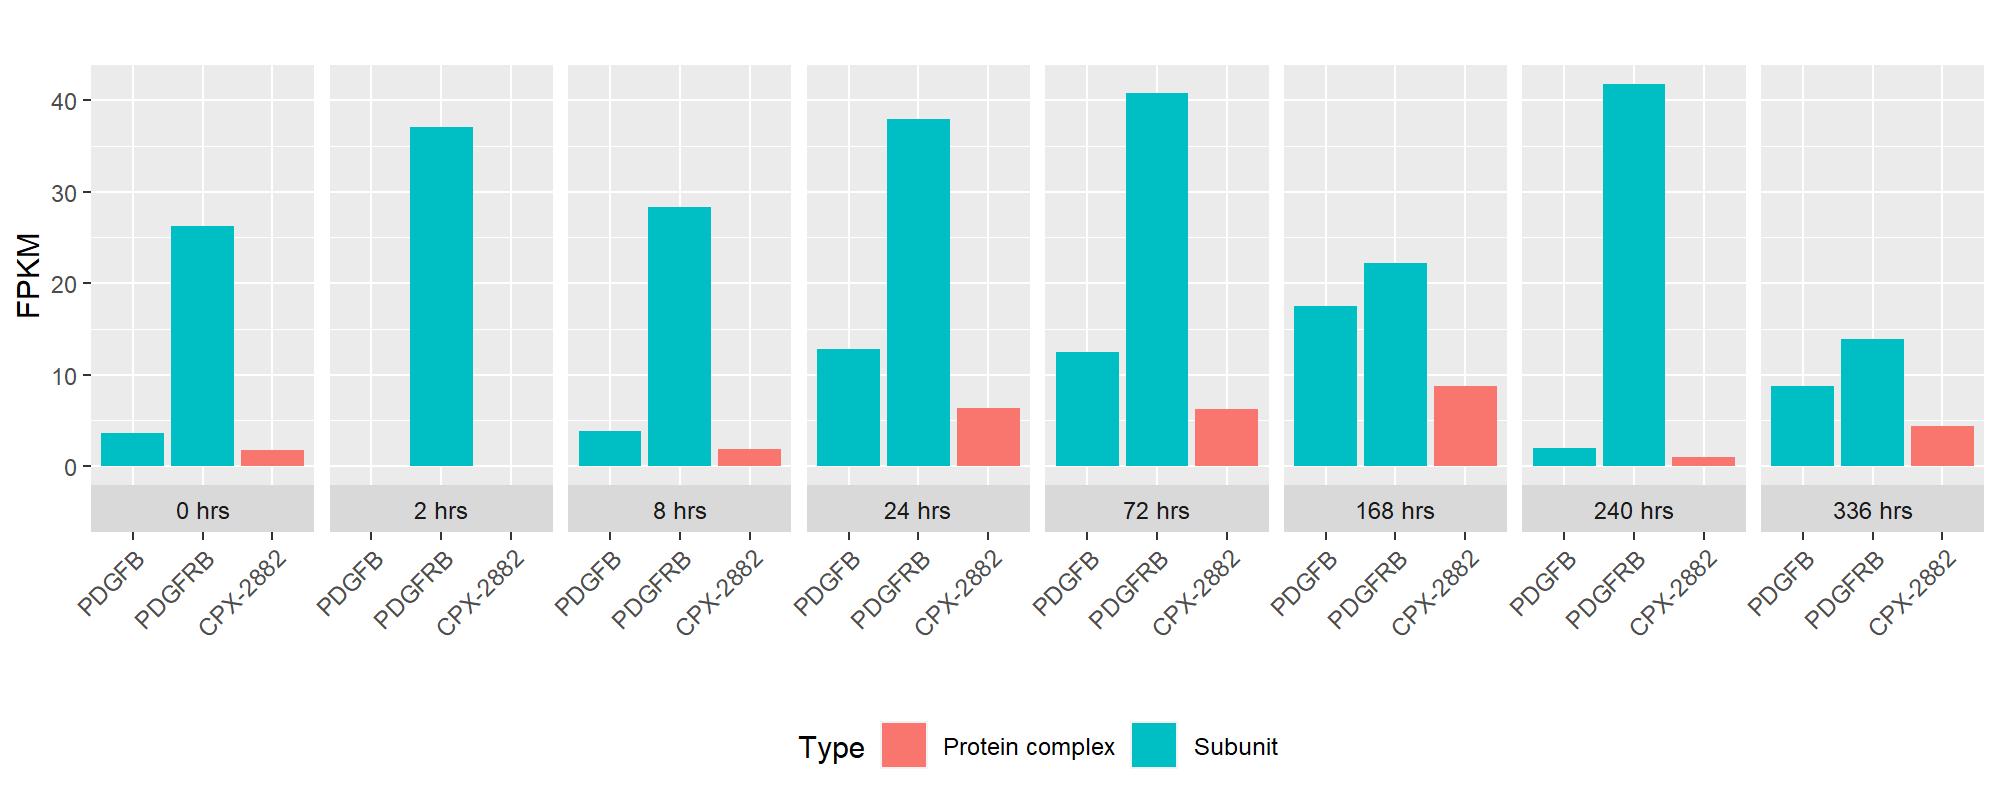 FPKM
40
30
20
10
0
0 hrs
2 hrs
8 hrs
24 hrs
72 hrs
168 hrs
240 hrs
336 hrs
PDGFB
PDGFRB
CPX-2882
PDGFB
PDGFRB
CPX-2882
PDGFB
PDGFRB
CPX-2882
PDGFB
PDGFRB
CPX-2882
PDGFB
PDGFRB
CPX-2882
PDGFB
PDGFRB
CPX-2882
PDGFB
PDGFRB
CPX-2882
PDGFB
PDGFRB
CPX-2882
Type
Protein complex
Subunit